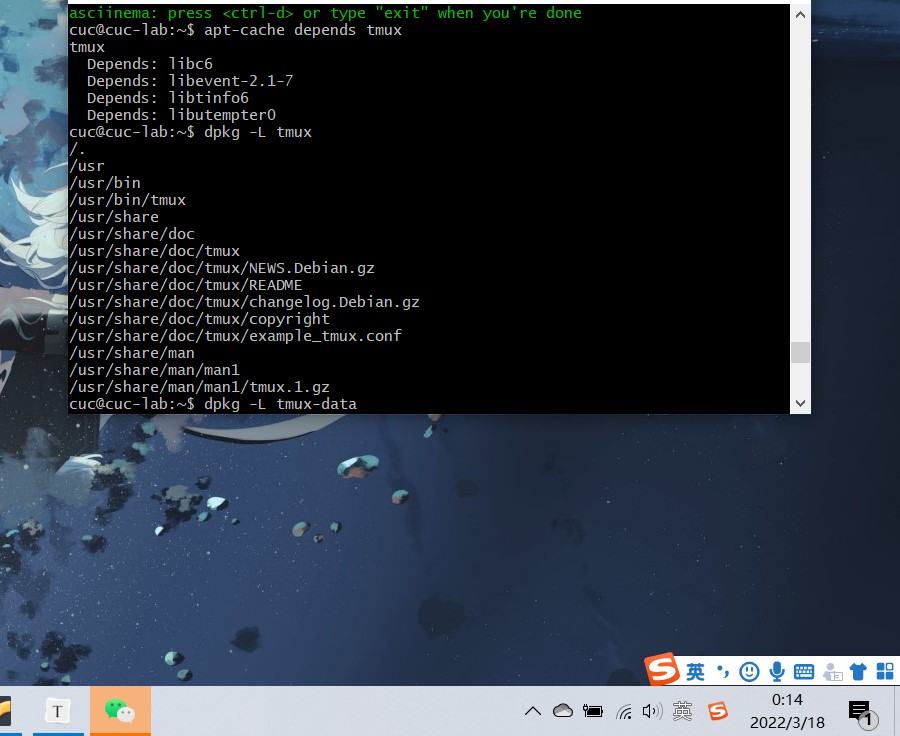 asciinema: press <ctrl-d> or type "exit" when you're done
cuc@cuc-lab:~$ apt-cache depends tmux
tmux
  Depends: libc6
  Depends: libevent-2.1-7
  Depends: libtinfo6
  Depends: libutempter0
cuc@cuc-lab:~$ dpkg -L tmux
/.
/usr
/usr/bin
/usr/bin/tmux
/usr/share
/usr/share/doc
/usr/share/doc/tmux
/usr/share/doc/tmux/NEWS.Debian.gz
/usr/share/doc/tmux/README
/usr/share/doc/tmux/changelog.Debian.gz
/usr/share/doc/tmux/copyright
/usr/share/doc/tmux/example_tmux.conf
/usr/share/man
/usr/share/man/man1
/usr/share/man/man1/tmux.1.gz
cuc@cuc-lab:~$ dpkg -L tmux-data
S 英
T 英 S 0:14
2022/3/18 1